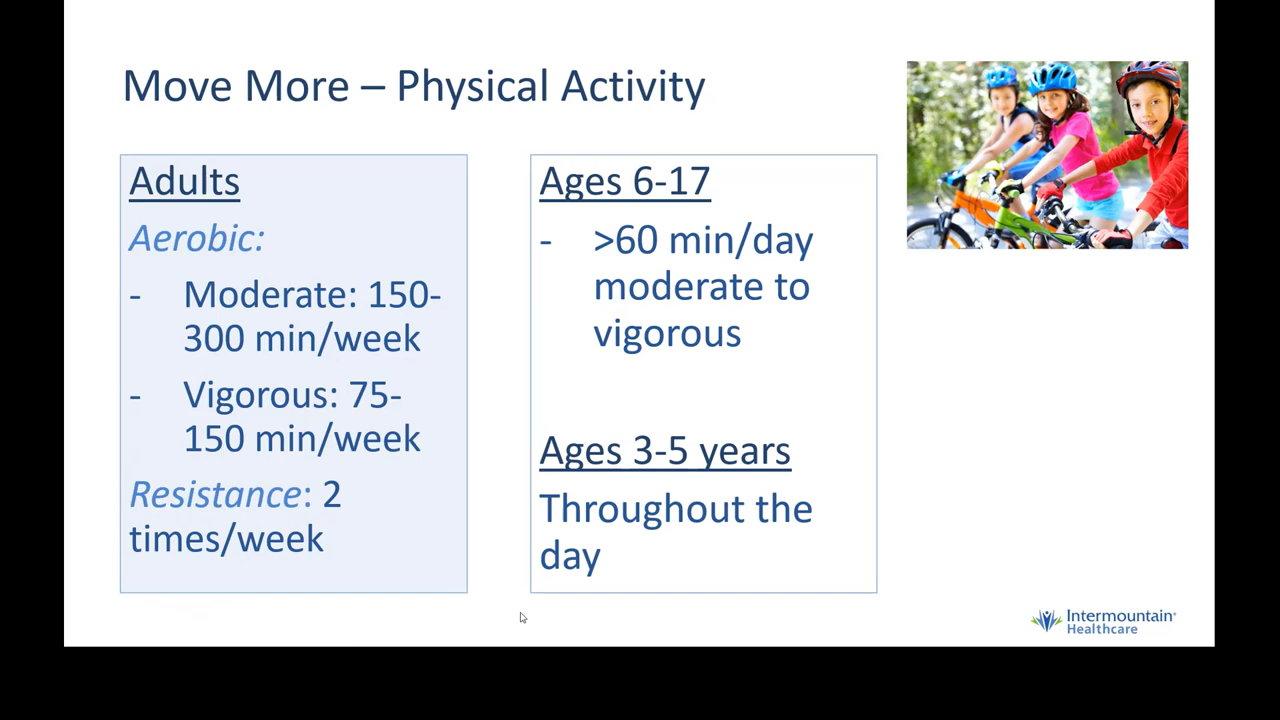 Move More – Physical Activity
Adults
Aerobic:
- Moderate: 150-
300 min/week
- Vigorous: 75-
150 min/week
Resistance: 2
times/week
Ages 6-17
- >60 min/day
moderate to
vigorous
Ages 3-5 years
Throughout the
day
Intermountain
Healthcare